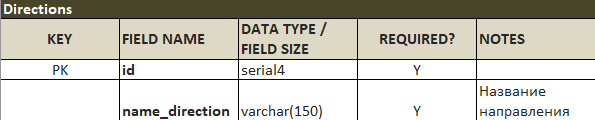 Directions
KEY FIELD NAME DATA TYPE / FIELD SIZE REQUIRED? NOTES
PK id serial4 Y
name_direction varchar(150) Y Название направления